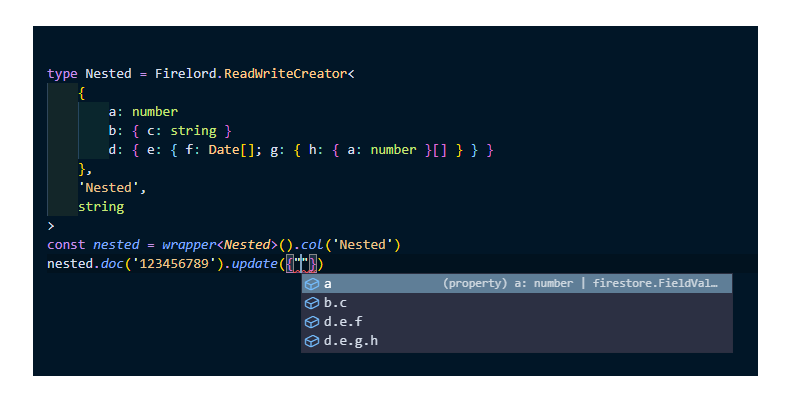 type Nested = Firelord.ReadWriteCreator<
{
a: number
b: { c: string }
d: { e: { f: Date[]; g: { h: { a: number }[] } } }
},
'Nested',
string
>
const nested = wrapper<Nested>().col('Nested')
nested.doc('123456789').update({""})
a (property) a: number | firestore.FieldVal…
b.c
d.e.f
d.e.g.h